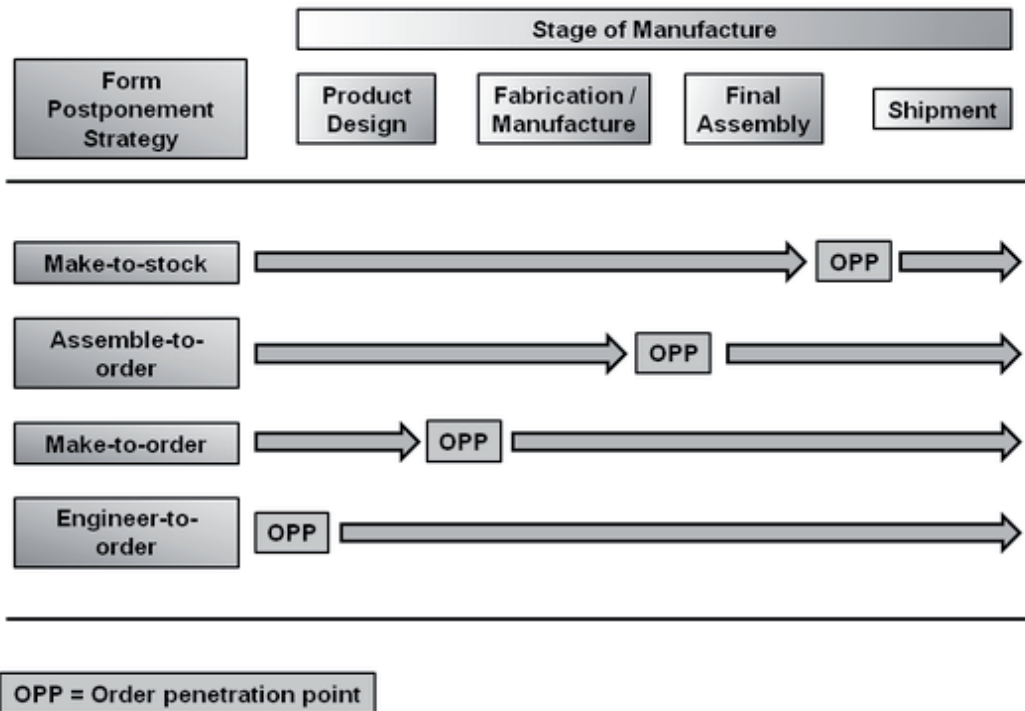 Stage of Manufacture
Form
Postponement
Strategy
Product
Design
Fabrication /
Manufacture
Final
Assembly
Shipment
Make-to-stock
OPP
Assemble-to-
order
OPP
Make-to-order
OPP
Engineer-to-
order
OPP
OPP = Order penetration point